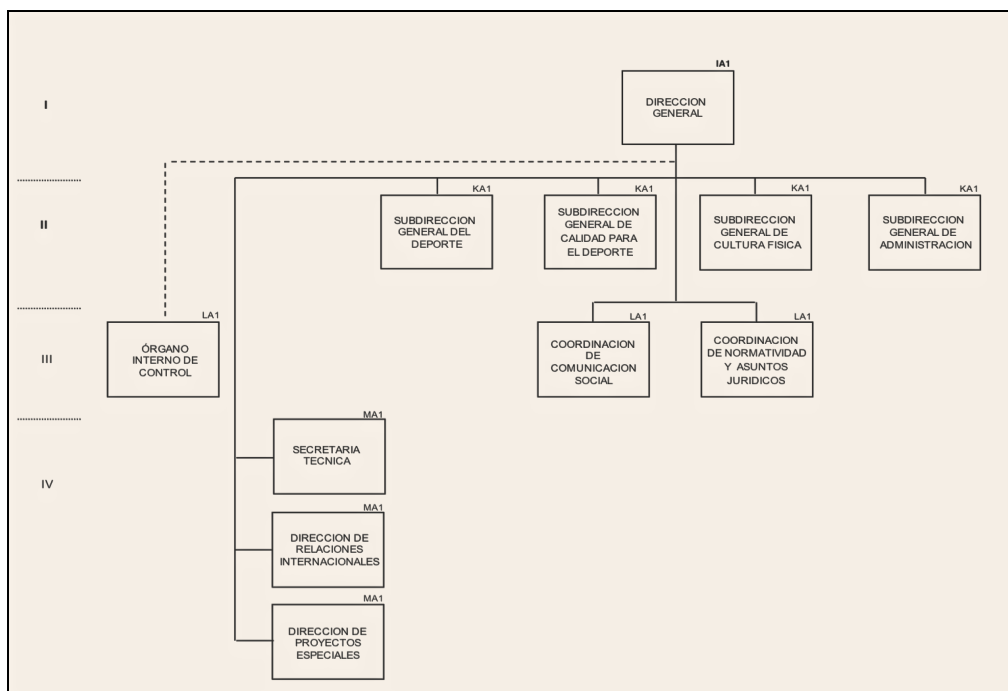 IA1
I
DIRECCION
GENERAL
II
KA1
SUBDIRECCION
GENERAL DEL
DEPORTE
KA1
SUBDIRECCION
GENERAL DE
CALIDAD PARA
EL DEPORTE
KA1
SUBDIRECCION
GENERAL DE
CULTURA FISICA
KA1
SUBDIRECCION
GENERAL DE
ADMINISTRACION
III
LA1
ÓRGANO
INTERNO DE
CONTROL
LA1
COORDINACION
DE
COMUNICACION
SOCIAL
LA1
COORDINACION
DE NORMATIVIDAD
Y ASUNTOS
JURIDICOS
IV
MA1
SECRETARIA
TECNICA
MA1
DIRECCION DE
RELACIONES
INTERNACIONALES
MA1
DIRECCION DE
PROYECTOS
ESPECIALES